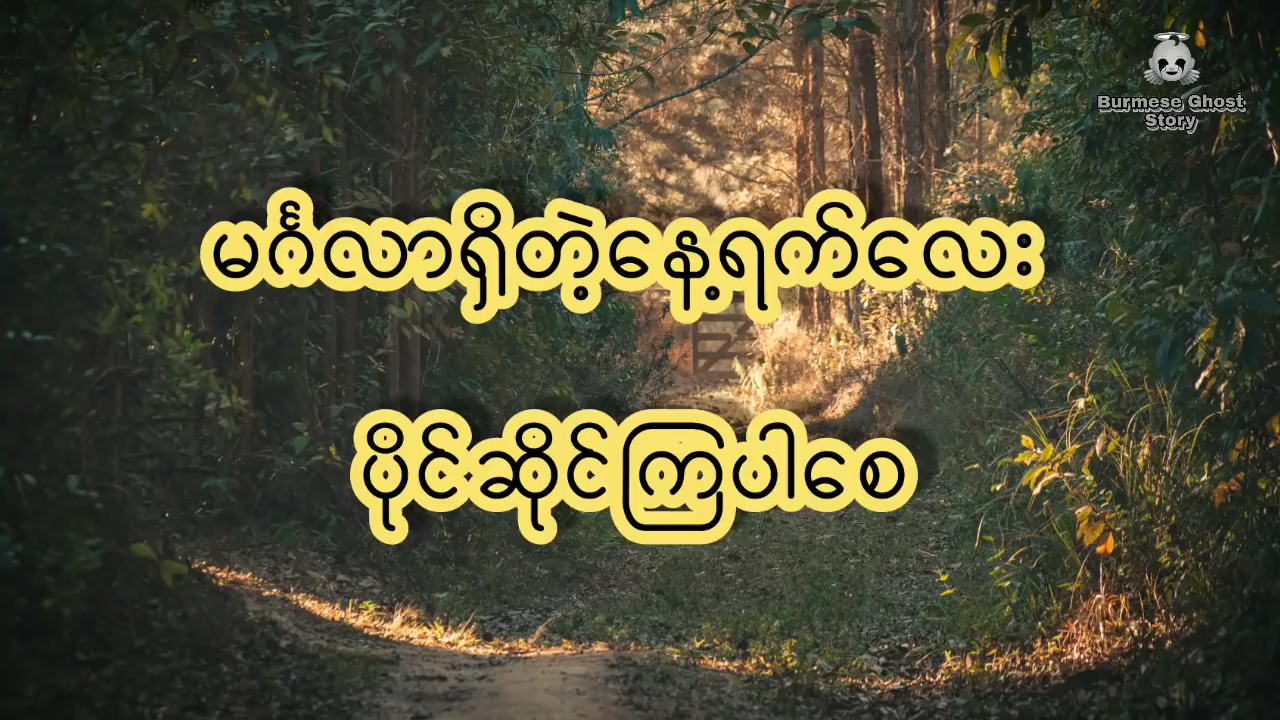 Burmese Ghost
Story
မင်္ဂလာရှိတဲ့နေ့ရက်လေး
ပိုင်ဆိုင်ကြပါစေ